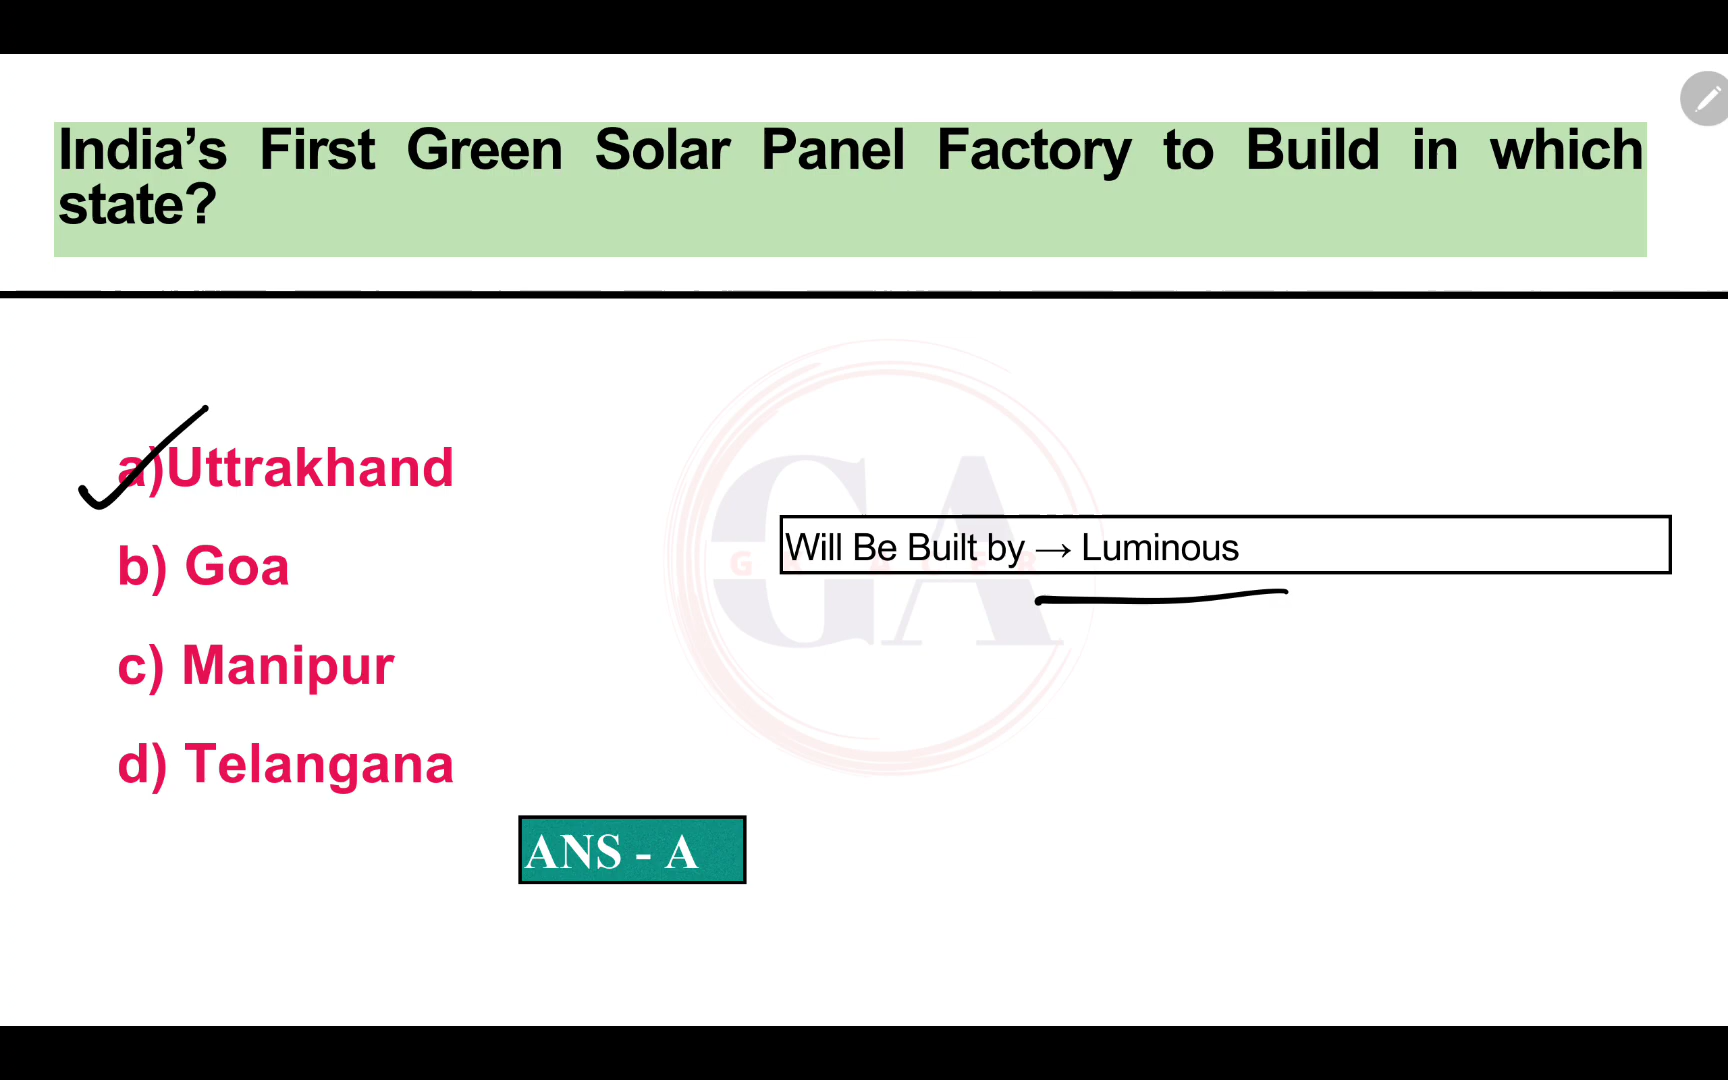 India’s First Green Solar Panel Factory to Build in which
state?
a)Uttrakhand
b) Goa
Will Be Built by → Luminous
c) Manipur
d) Telangana
ANS - A
GA